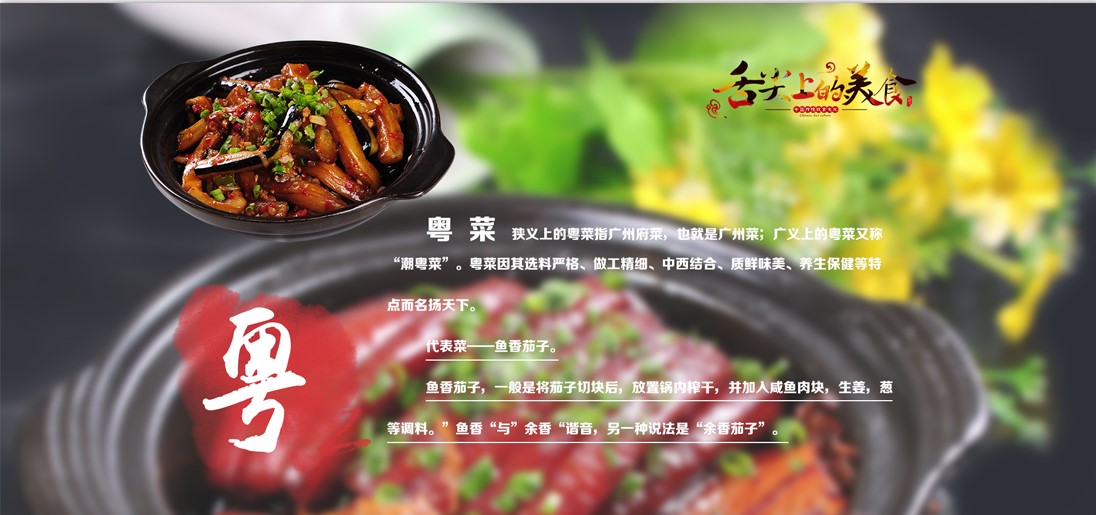 舌尖上的美食
粤菜 狭义上的粤菜指广州府菜，也就是广州菜；广义上的粤菜又称
“潮粤菜”。粤菜因其选料严格、做工精细、中西结合、质鲜味美、养生保健等特
点而名扬天下。
代表菜——鱼香茄子。
鱼香茄子，一般是将茄子切块后，放置锅内榨干，并加入咸鱼肉块，生姜，葱
等调料。”鱼香“与”余香“谐音，另一种说法是“余香茄子”。
粤